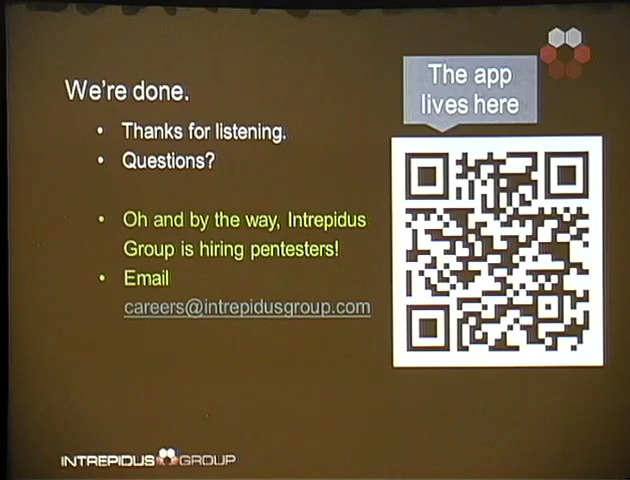 We're done.
• Thanks for listening.
• Questions?
• Oh and by the way, Intrepidus
Group is hiring pentesters!
• Email
careers@intrepidusgroup.com
The app
lives here
INTREPIDUS GROUP